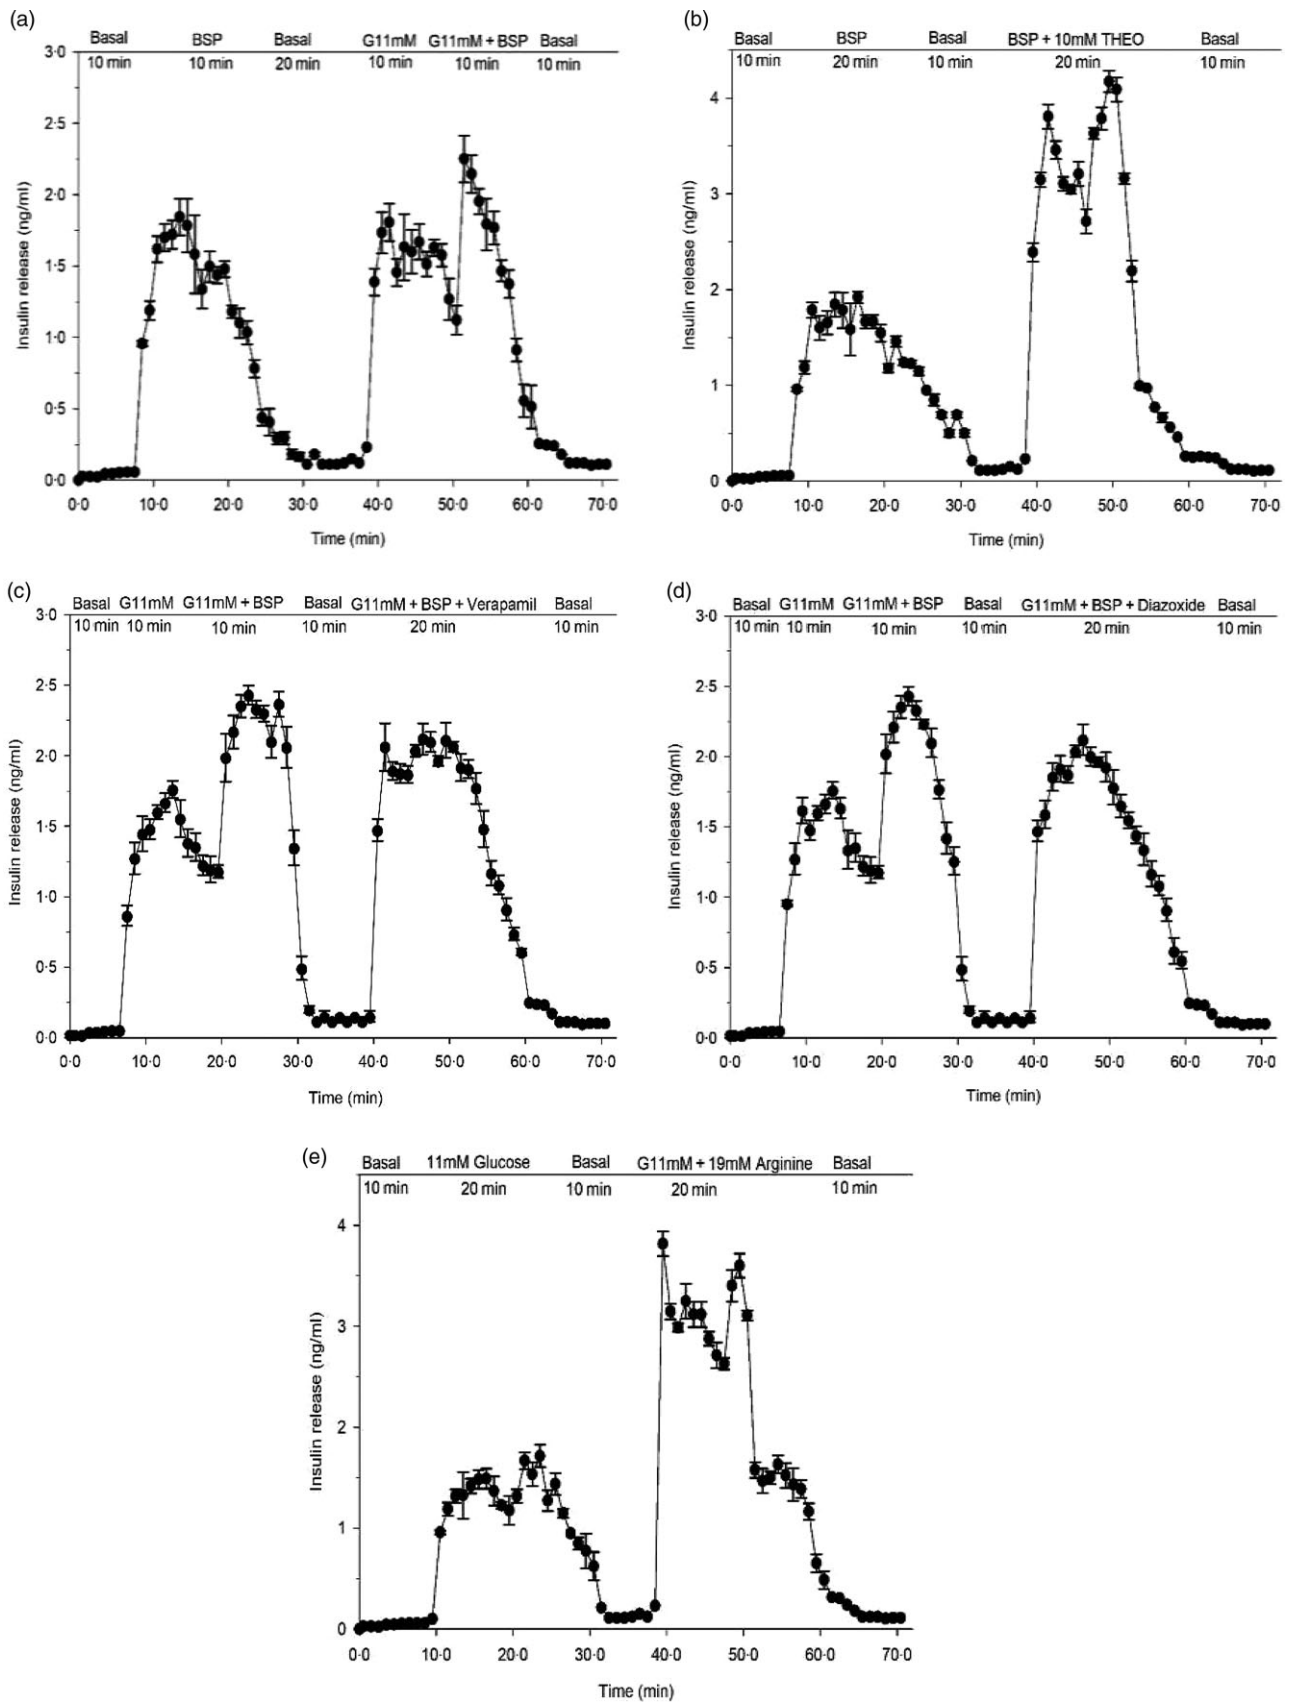 (a)
Basal BSP Basal G11mM G11mM + BSP Basal
10 min 10 min 20 min 10 min 10 min 10 min
3·0
2·5
2·0
1·5
1·0
0·5
0·0
Insulin release (ng/ml)
0·0 10·0 20·0 30·0 40·0 50·0 60·0 70·0
Time (min)
(b)
Basal BSP Basal BSP + 10mM THEO Basal
10 min 20 min 10 min 20 min 10 min
4
3
2
1
0
Insulin release (ng/ml)
0·0 10·0 20·0 30·0 40·0 50·0 60·0 70·0
Time (min)
(c)
Basal G11mM G11mM + BSP Basal G11mM + BSP + Verapamil Basal
10 min 10 min 10 min 10 min 20 min 10 min
3·0
2·5
2·0
1·5
1·0
0·5
0·0
Insulin release (ng/ml)
0·0 10·0 20·0 30·0 40·0 50·0 60·0 70·0
Time (min)
(d)
Basal G11mM G11mM + BSP Basal G11mM + BSP + Diazoxide Basal
10 min 10 min 10 min 10 min 20 min 10 min
3·0
2·5
2·0
1·5
1·0
0·5
0·0
Insulin release (ng/ml)
0·0 10·0 20·0 30·0 40·0 50·0 60·0 70·0
Time (min)
(e)
Basal 11mM Glucose Basal G11mM + 19mM Arginine Basal
10 min 20 min 10 min 20 min 10 min
4
3
2
1
0
Insulin release (ng/ml)
0·0 10·0 20·0 30·0 40·0 50·0 60·0 70·0
Time (min)